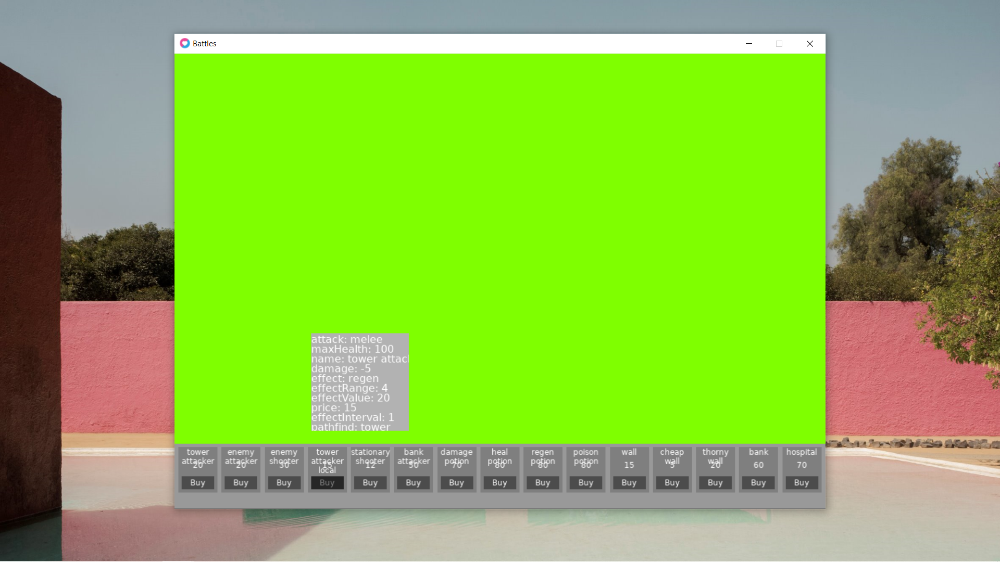 Battles
attack: melee
maxHealth: 100
name: tower attac
damage: -5
effect: regen
effectRange: 4
effectValue: 20
price: 15
effectInterval: 1
pathfind: tower
tower
attacker
20
Buy
enemy
attacker
20
Buy
enemy
shooter
30
Buy
tower
attacker
15
local
Buy
stationary
shooter
12
Buy
bank
attacker
50
Buy
damage
potion
70
Buy
heal
potion
60
Buy
regen
potion
80
Buy
poison
potion
80
Buy
wall
15
Buy
cheap
wall
5
Buy
thorny
wall
20
Buy
bank
60
Buy
hospital
70
Buy